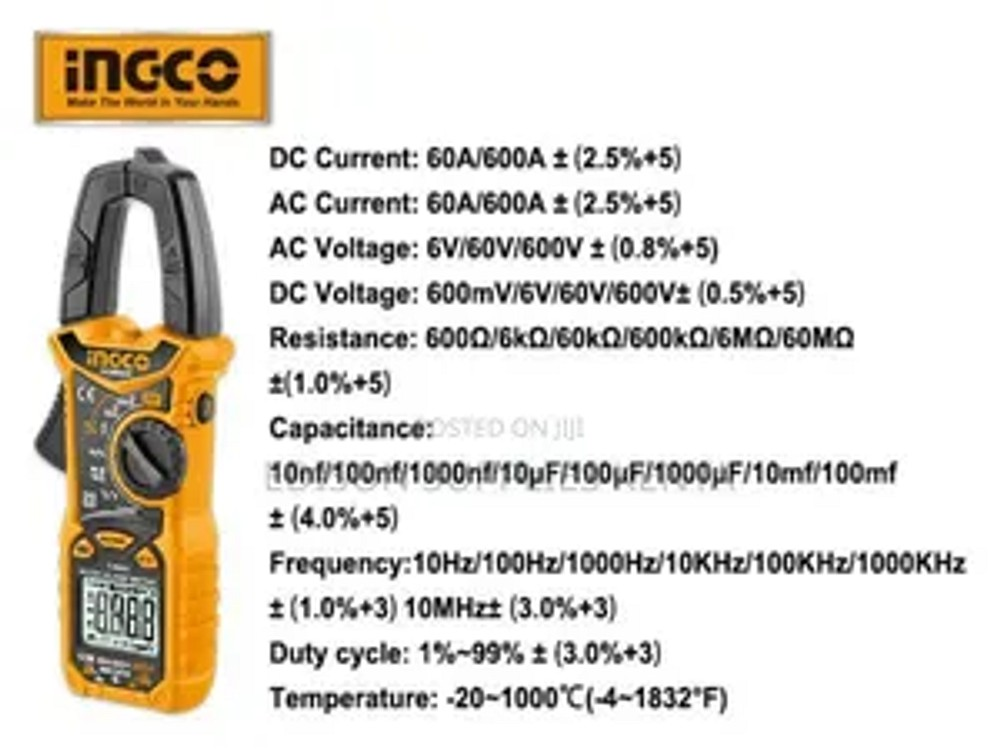 INGCO
Make The World In Your Hands
DC Current: 60A/600A ± (2.5%+5)
AC Current: 60A/600A ± (2.5%+5)
AC Voltage: 6V/60V/600V ± (0.8%+5)
DC Voltage: 600mV/6V/60V/600V± (0.5%+5)
Resistance: 600Ω/6kΩ/60kΩ/600kΩ/6MΩ/60MΩ
±(1.0%+5)
Capacitance:
POSTED ON JIJI
10nf/100nf/1000nf/10µF/100µF/1000µF/10mf/100mf
± (4.0%+5)
Frequency:10Hz/100Hz/1000Hz/10KHz/100KHz/1000KHz
± (1.0%+3) 10MHz± (3.0%+3)
Duty cycle: 1%~99% ± (3.0%+3)
Temperature: -20~1000℃(-4~1832°F)
INGCO